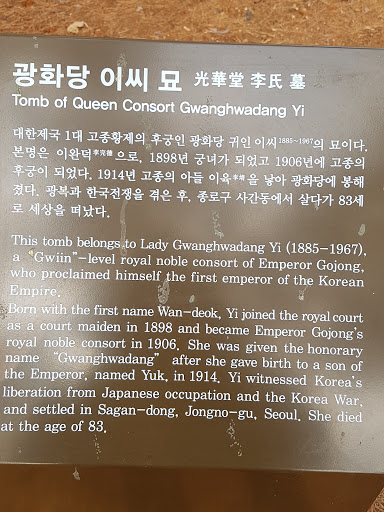 광화당 이씨 묘 光華堂 李氏 墓
Tomb of Queen Consort Gwanghwadang Yi
대한제국 1대 고종황제의 후궁인 광화당 귀인 이씨1885~1967의 묘이다.
본명은 이완덕李完德으로, 1898년 궁녀가 되었고 1906년에 고종의
후궁이 되었다. 1914년 고종의 아들 이육李堉을 낳아 광화당에 봉해
졌다. 광복과 한국전쟁을 겪은 후, 종로구 사간동에서 살다가 83세
로 세상을 떠났다.
This tomb belongs to Lady Gwanghwadang Yi (1885-1967),
a “Gwiin”-level royal noble consort of Emperor Gojong,
who proclaimed himself the first emperor of the Korean
Empire.
Born with the first name Wan-deok, Yi joined the royal court
as a court maiden in 1898 and became Emperor Gojong's
royal noble consort in 1906. She was given the honorary
name “Gwanghwadang” after she gave birth to a son of
the Emperor, named Yuk, in 1914. Yi witnessed Korea's
liberation from Japanese occupation and the Korea War,
and settled in Sagan-dong, Jongno-gu, Seoul. She died
at the age of 83.